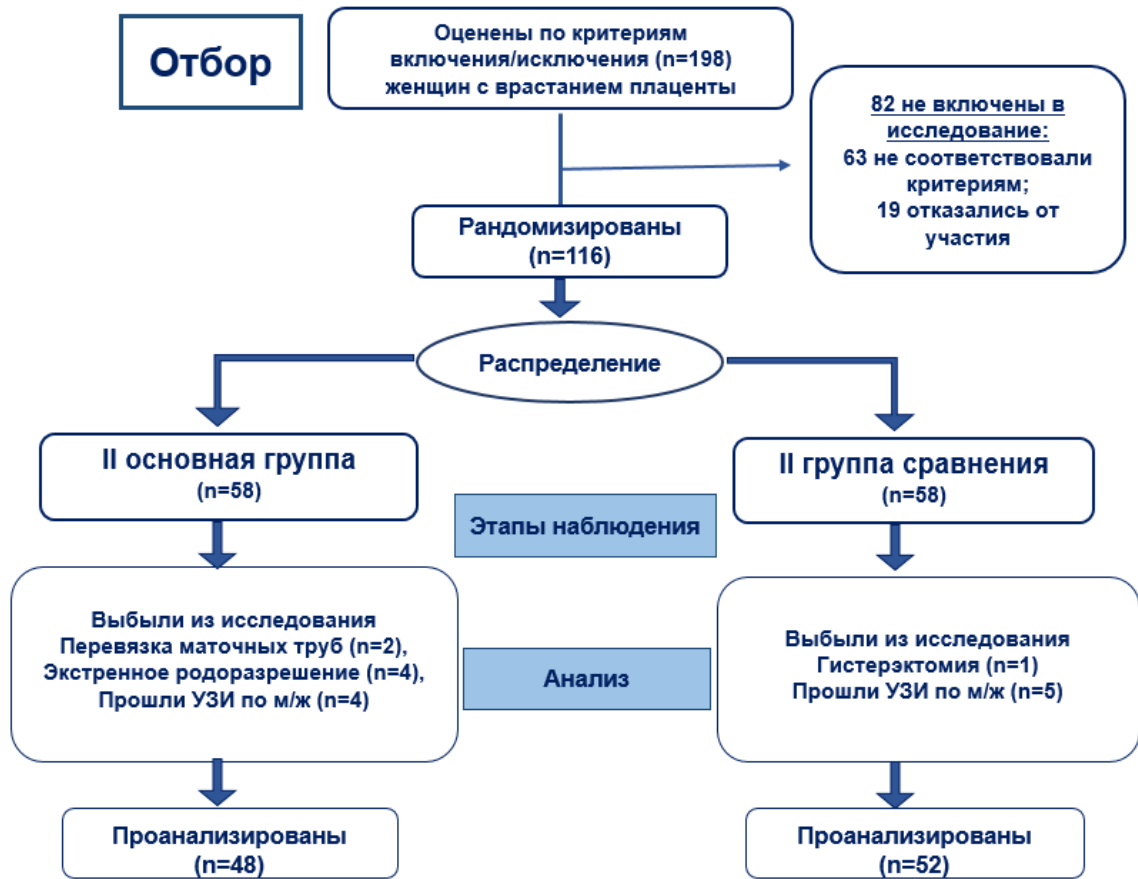 Отбор
Оценены по критериям
включения/исключения (n=198)
женщин с врастанием плаценты
82 не включены в
исследование:
63 не соответствовали
критериям;
19 отказались от
участия
Рандомизированы
(n=116)
Распределение
II основная группа
(n=58)
II группа сравнения
(n=58)
Этапы наблюдения
Выбыли из исследования
Перевязка маточных труб (n=2),
Экстренное родоразрешение (n=4),
Прошли УЗИ по м/ж (n=4)
Анализ
Выбыли из исследования
Гистерэктомия (n=1)
Прошли УЗИ по м/ж (n=5)
Проанализированы
(n=48)
Проанализированы
(n=52)